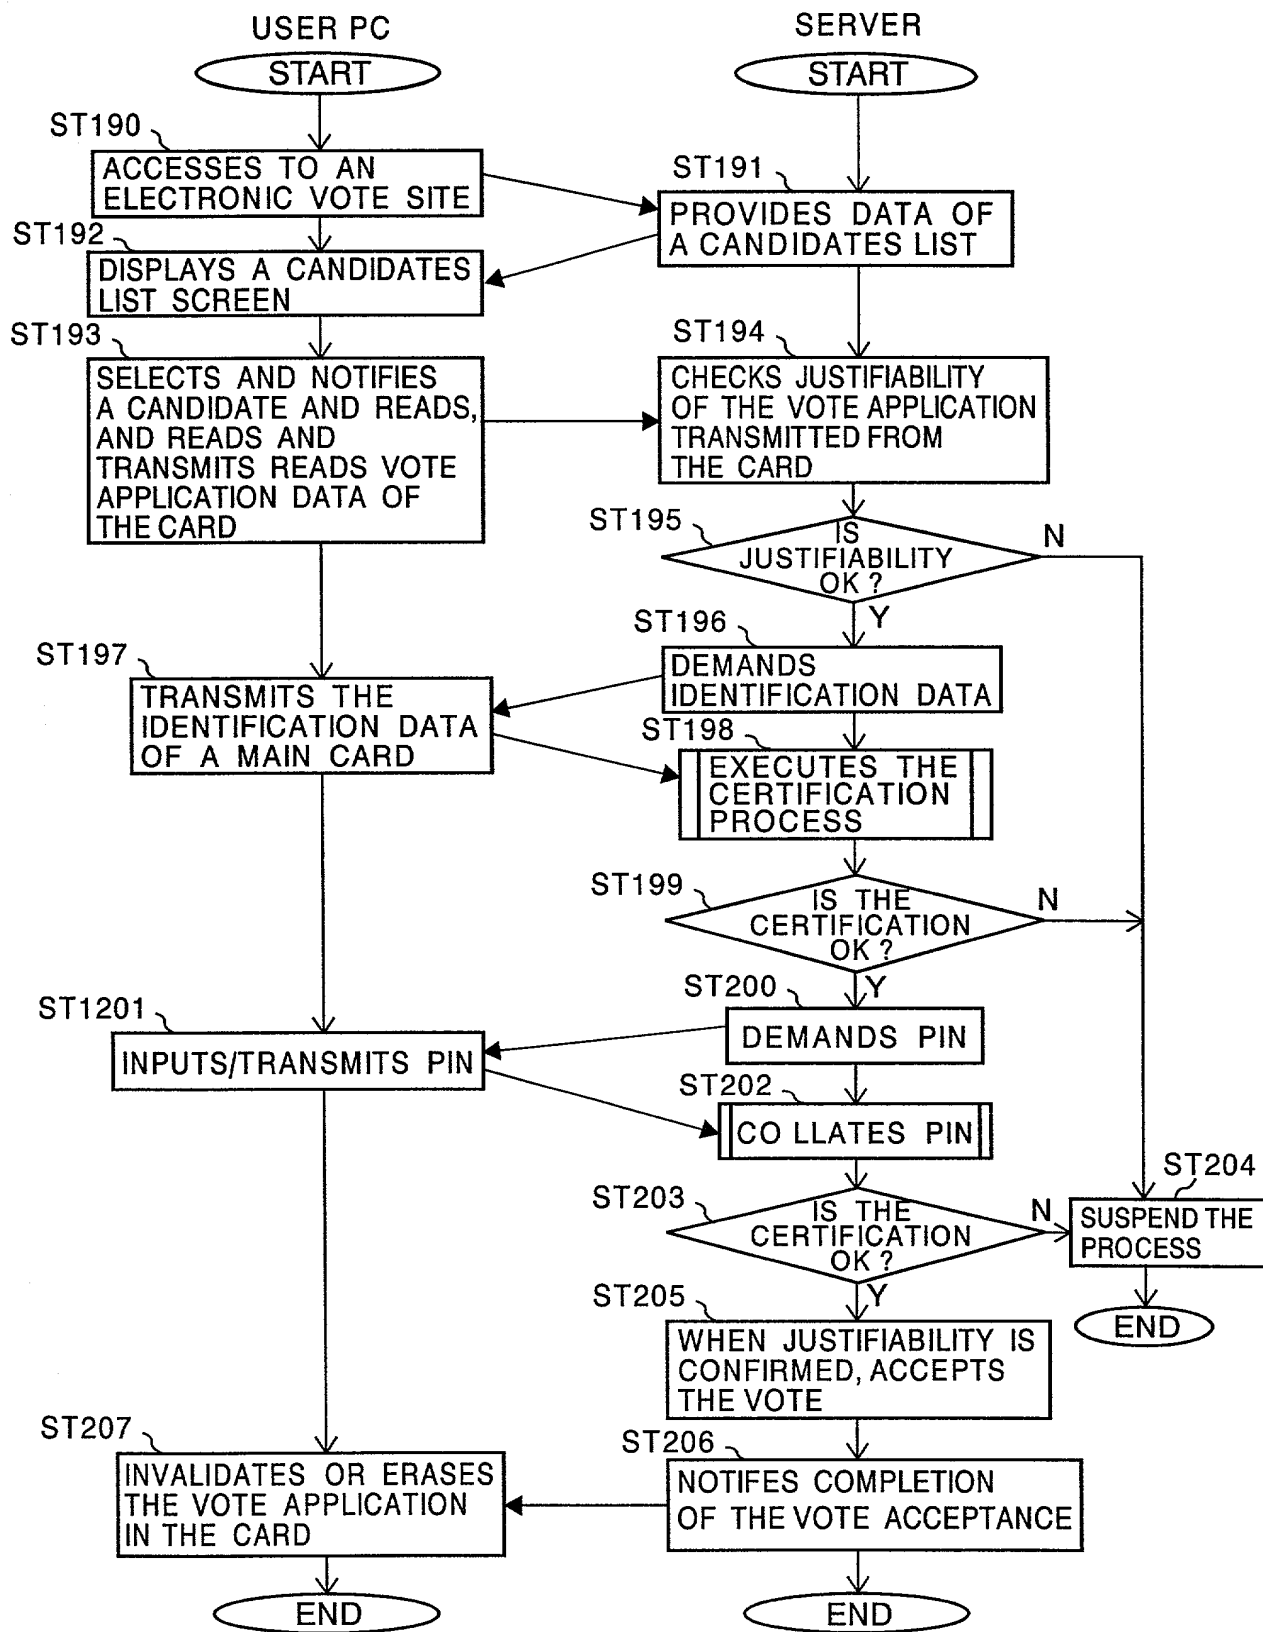 USER PC
SERVER
START
START
ST190
ACCESSES TO AN
ELECTRONIC VOTE SITE
ST191
PROVIDES DATA OF
A CANDIDATES LIST
ST192
DISPLAYS A CANDIDATES
LIST SCREEN
ST193
SELECTS AND NOTIFIES
A CANDIDATE AND READS,
AND READS AND
TRANSMITS READS VOTE
APPLICATION DATA OF
THE CARD
ST194
CHECKS JUSTIFIABILITY
OF THE VOTE APPLICATION
TRANSMITTED FROM
THE CARD
ST195
IS
JUSTIFIABILITY
OK ?
N
Y
ST196
DEMANDS
IDENTIFICATION DATA
ST197
TRANSMITS THE
IDENTIFICATION DATA
OF A MAIN CARD
ST198
EXECUTES THE
CERTIFICATION
PROCESS
ST199
IS THE
CERTIFICATION
OK ?
N
Y
ST200
DEMANDS PIN
ST1201
INPUTS/TRANSMITS PIN
ST202
CO LLATES PIN
ST203
IS THE
CERTIFICATION
OK ?
N
Y
ST204
SUSPEND THE
PROCESS
END
ST205
WHEN JUSTIFIABILITY IS
CONFIRMED, ACCEPTS
THE VOTE
ST206
NOTIFES COMPLETION
OF THE VOTE ACCEPTANCE
ST207
INVALIDATES OR ERASES
THE VOTE APPLICATION
IN THE CARD
END
END